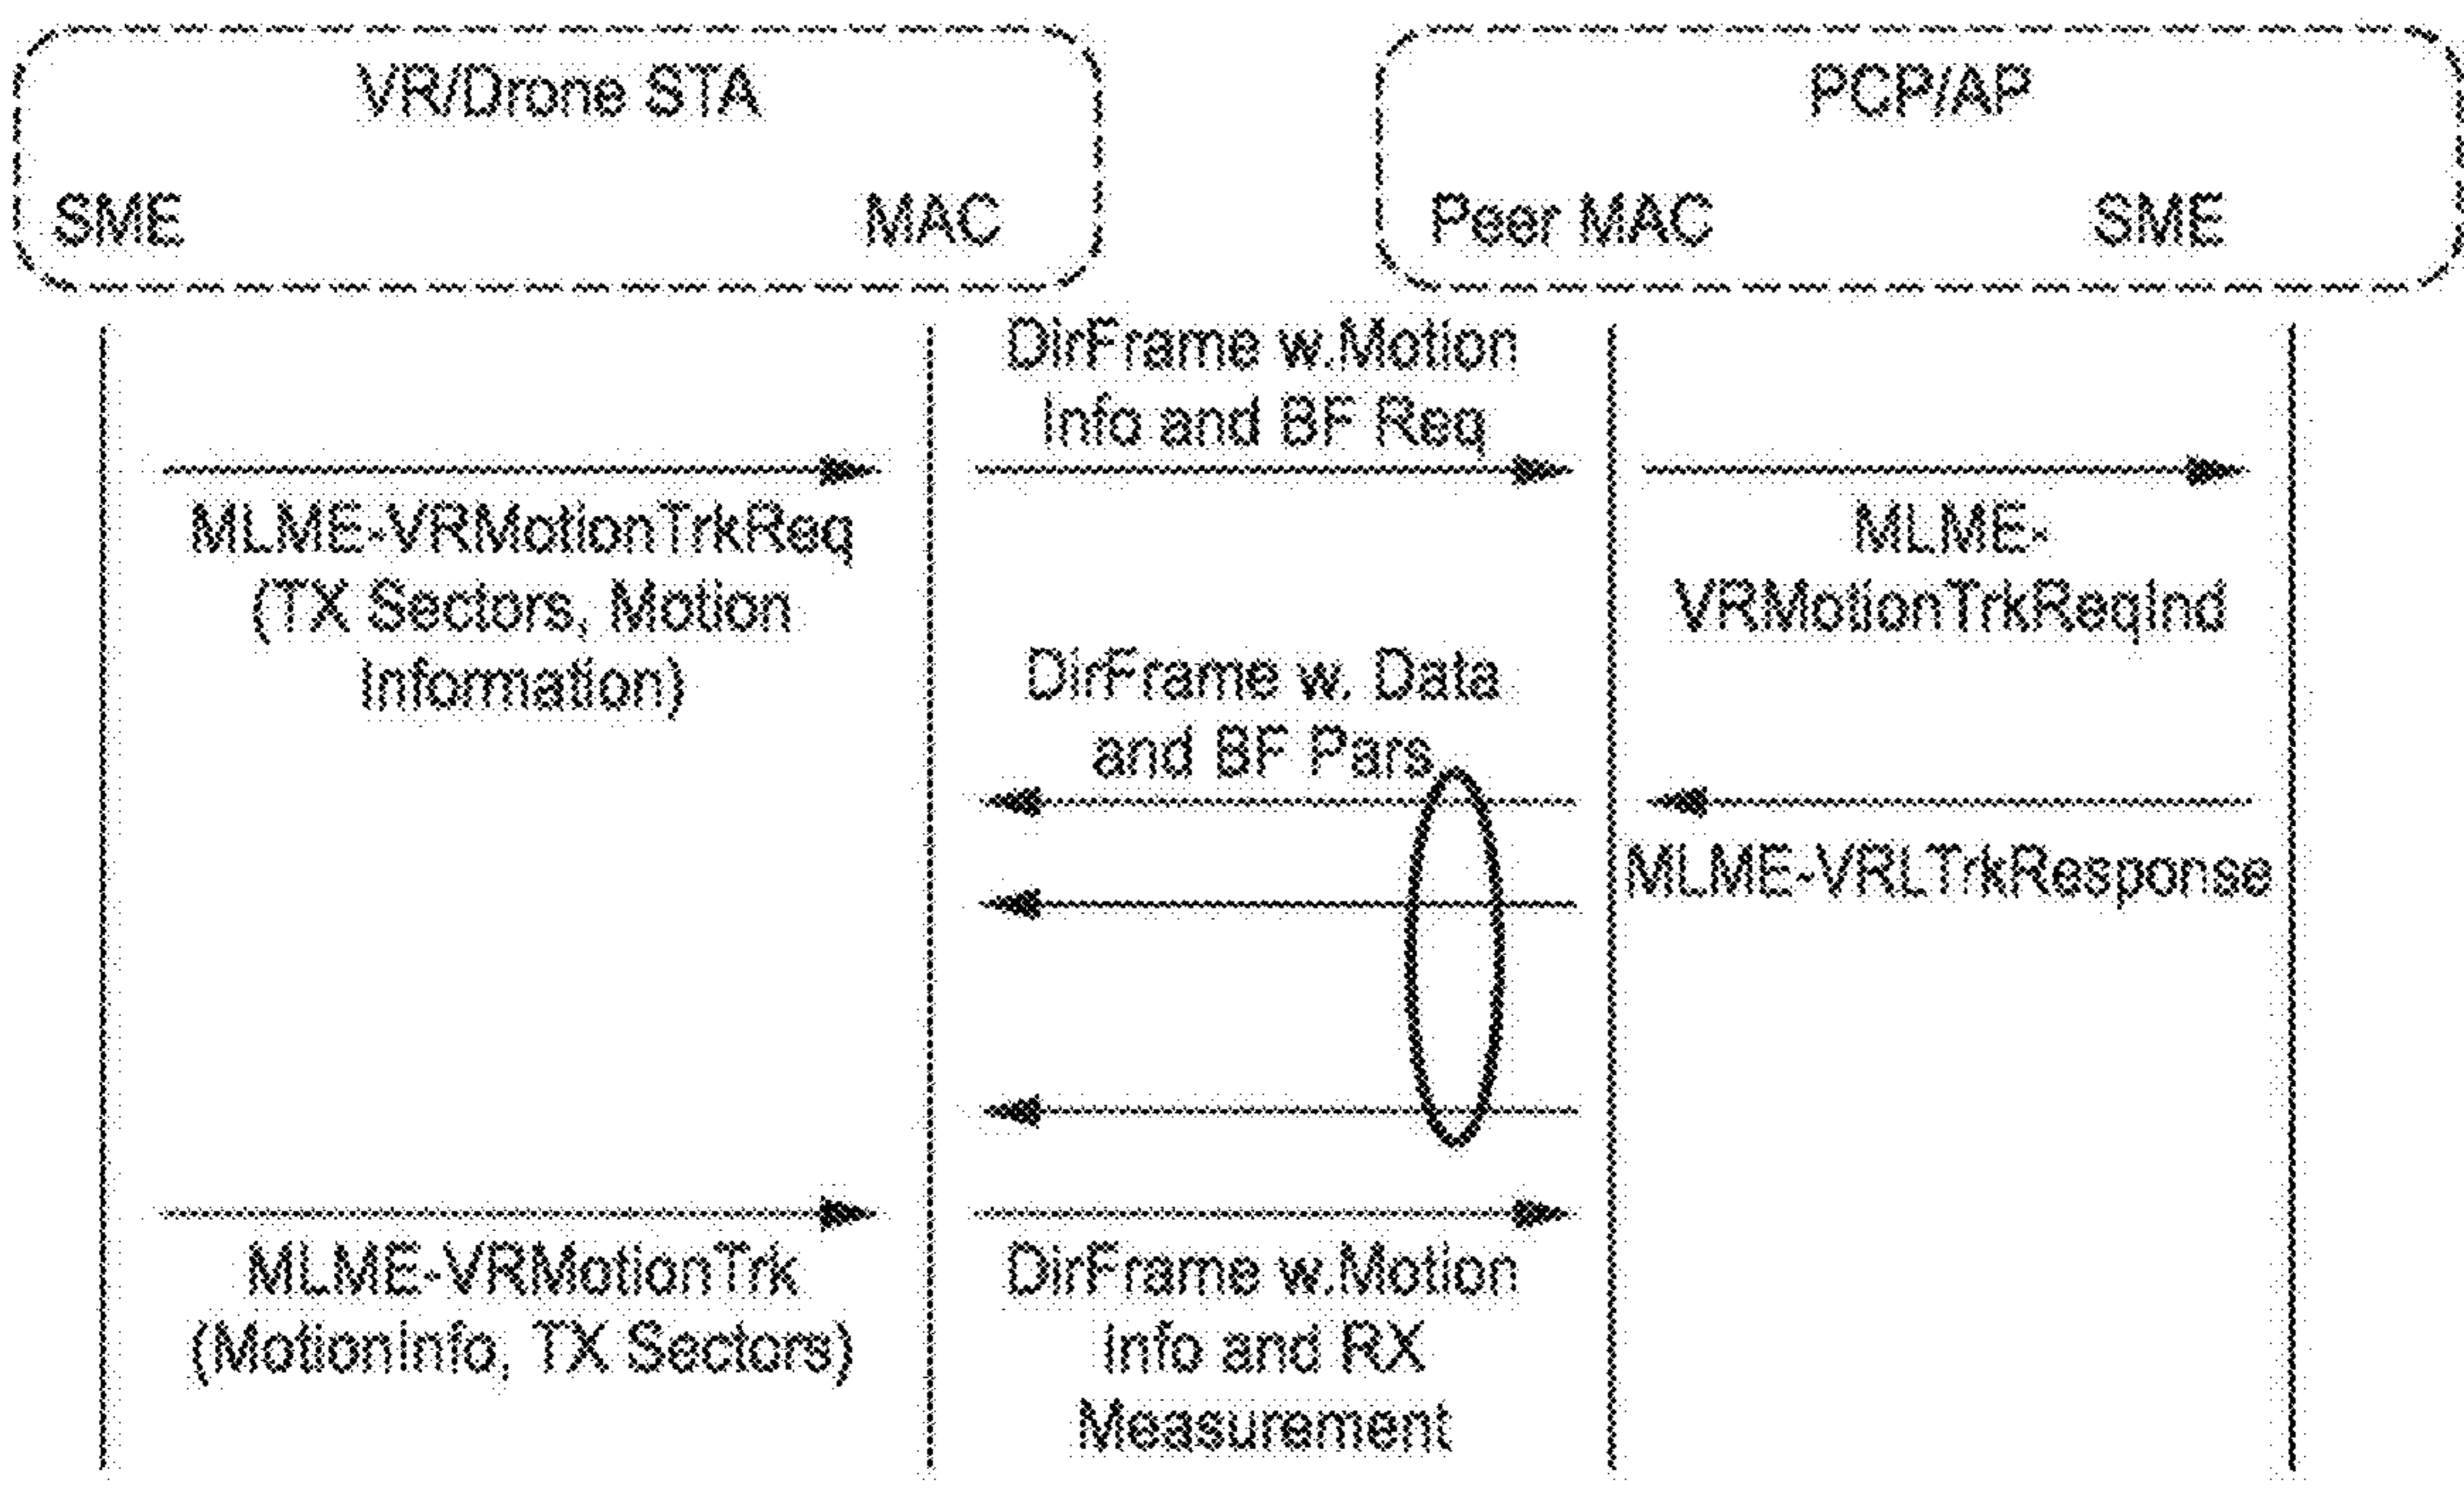 VR/Drone STA
PCP/AP
SME
MAC
Peer MAC
SME
DirFrame w.Motion
Info and BF Req
MLME-VRMotionTrkReq
(TX Sectors, Motion
Information)
MLME-
VRMotionTrkReqInd
DirFrame w. Data
and BF Pars
MLME-VRLTrkResponse
MLME-VRMotionTrk
(MotionInfo, TX Sectors)
DirFrame w.Motion
Info and RX
Measurement